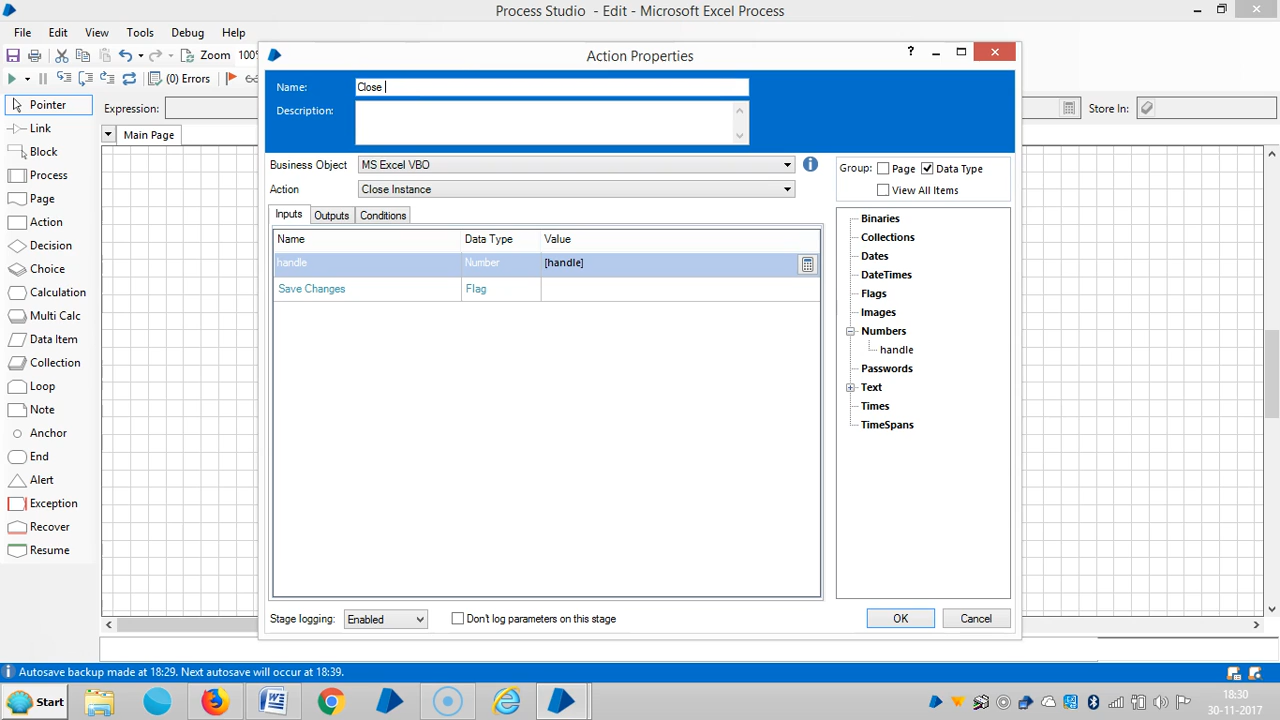 Process Studio - Edit - Microsoft Excel Process
File Edit View Tools Debug Help
Zoom 100%
(0) Errors
Expression: Store In:
Main Page
Pointer
Link
Block
Process
Page
Action
Decision
Choice
Calculation
Multi Calc
Data Item
Collection
Loop
Note
Anchor
End
Alert
Exception
Recover
Resume
Action Properties
?
Name: Close
Description:
Business Object MS Excel VBO
Action Close Instance
Inputs Outputs Conditions
Name Data Type Value
handle Number [handle]
Save Changes Flag
Group: Page Data Type
View All Items
Binaries
Collections
Dates
DateTimes
Flags
Images
Numbers
handle
Passwords
Text
Times
TimeSpans
Stage logging: Enabled Don't log parameters on this stage
OK Cancel
Autosave backup made at 18:29. Next autosave will occur at 18:39.
Start
18:30
30-11-2017